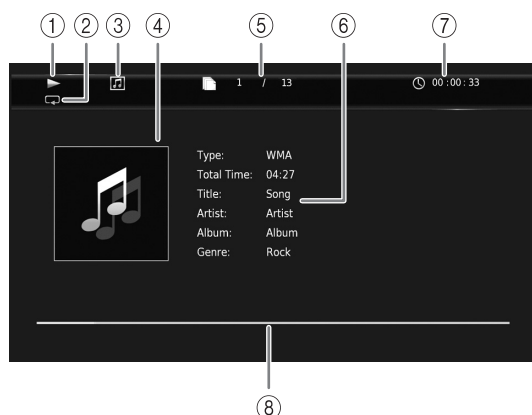 ① ② ③ ④ ⑤ ⑥ ⑦
1 / 13 00:00:33
Type: WMA
Total Time: 04:27
Title: Song
Artist: Artist
Album: Album
Genre: Rock
⑧